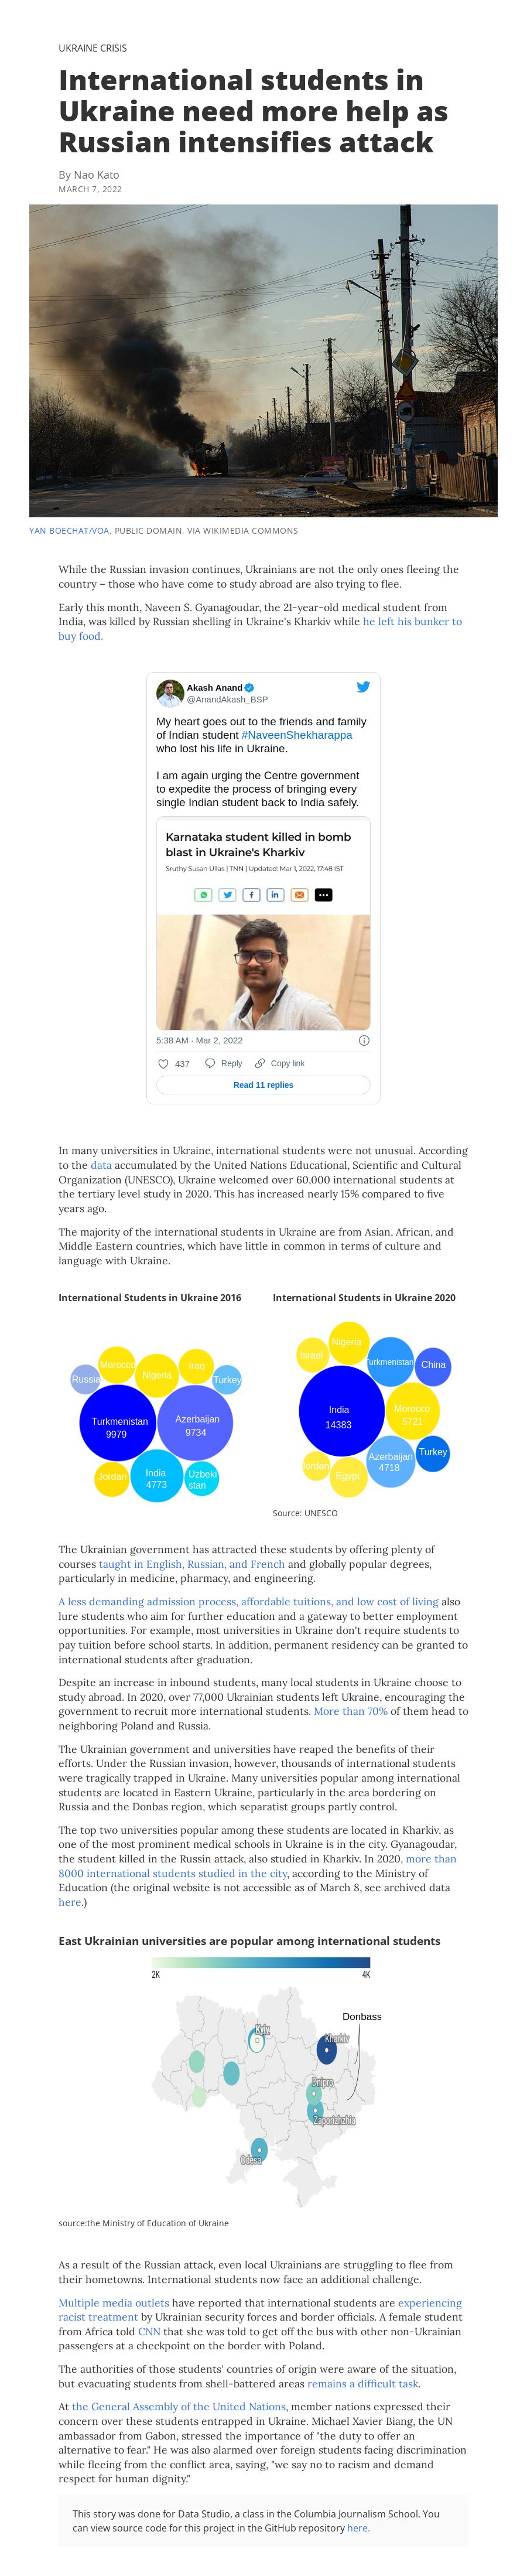 UKRAINE CRISIS
International students in
Ukraine need more help as
Russian intensifies attack
By Nao Kato
MARCH 7, 2022
YAN BOECHAT/VOA, PUBLIC DOMAIN, VIA WIKIMEDIA COMMONS
While the Russian invasion continues, Ukrainians are not the only ones fleeing the
country – those who have come to study abroad are also trying to flee.
Early this month, Naveen S. Gyanagoudar, the 21-year-old medical student from
India, was killed by Russian shelling in Ukraine's Kharkiv while he left his bunker to
buy food.
Akash Anand
@AnandAkash_BSP
My heart goes out to the friends and family
of Indian student #NaveenShekharappa
who lost his life in Ukraine.
I am again urging the Centre government
to expedite the process of bringing every
single Indian student back to India safely.
Karnataka student killed in bomb
blast in Ukraine's Kharkiv
Sruthy Susan Ullas | TNN | Updated: Mar 1, 2022, 17:48 IST
5:38 AM · Mar 2, 2022
437 Reply Copy link
Read 11 replies
In many universities in Ukraine, international students were not unusual. According
to the data accumulated by the United Nations Educational, Scientific and Cultural
Organization (UNESCO), Ukraine welcomed over 60,000 international students at
the tertiary level study in 2020. This has increased nearly 15% compared to five
years ago.
The majority of the international students in Ukraine are from Asian, African, and
Middle Eastern countries, which have little in common in terms of culture and
language with Ukraine.
International Students in Ukraine 2016
Morocco
Iraq
Nigeria
Russia
Turkey
Turkmenistan
9979
Azerbaijan
9734
Jordan
India
4773
Uzbeki
stan
International Students in Ukraine 2020
Nigeria
Israel
Turkmenistan
China
India
14383
Morocco
5721
Turkey
Azerbaijan
4718
Jordan
Egypt
Source: UNESCO
The Ukrainian government has attracted these students by offering plenty of
courses taught in English, Russian, and French and globally popular degrees,
particularly in medicine, pharmacy, and engineering.
A less demanding admission process, affordable tuitions, and low cost of living also
lure students who aim for further education and a gateway to better employment
opportunities. For example, most universities in Ukraine don't require students to
pay tuition before school starts. In addition, permanent residency can be granted to
international students after graduation.
Despite an increase in inbound students, many local students in Ukraine choose to
study abroad. In 2020, over 77,000 Ukrainian students left Ukraine, encouraging the
government to recruit more international students. More than 70% of them head to
neighboring Poland and Russia.
The Ukrainian government and universities have reaped the benefits of their
efforts. Under the Russian invasion, however, thousands of international students
were tragically trapped in Ukraine. Many universities popular among international
students are located in Eastern Ukraine, particularly in the area bordering on
Russia and the Donbas region, which separatist groups partly control.
The top two universities popular among these students are located in Kharkiv, as
one of the most prominent medical schools in Ukraine is in the city. Gyanagoudar,
the student killed in the Russin attack, also studied in Kharkiv. In 2020, more than
8000 international students studied in the city, according to the Ministry of
Education (the original website is not accessible as of March 8, see archived data
here.)
East Ukrainian universities are popular among international students
2K 4K
Donbass
Kyiv
Kharkiv
Dnipro
Zaporizhzhia
Odesa
source:the Ministry of Education of Ukraine
As a result of the Russian attack, even local Ukrainians are struggling to flee from
their hometowns. International students now face an additional challenge.
Multiple media outlets have reported that international students are experiencing
racist treatment by Ukrainian security forces and border officials. A female student
from Africa told CNN that she was told to get off the bus with other non-Ukrainian
passengers at a checkpoint on the border with Poland.
The authorities of those students' countries of origin were aware of the situation,
but evacuating students from shell-battered areas remains a difficult task.
At the General Assembly of the United Nations, member nations expressed their
concern over these students entrapped in Ukraine. Michael Xavier Biang, the UN
ambassador from Gabon, stressed the importance of "the duty to offer an
alternative to fear." He was also alarmed over foreign students facing discrimination
while fleeing from the conflict area, saying, "we say no to racism and demand
respect for human dignity."
This story was done for Data Studio, a class in the Columbia Journalism School. You
can view source code for this project in the GitHub repository here.